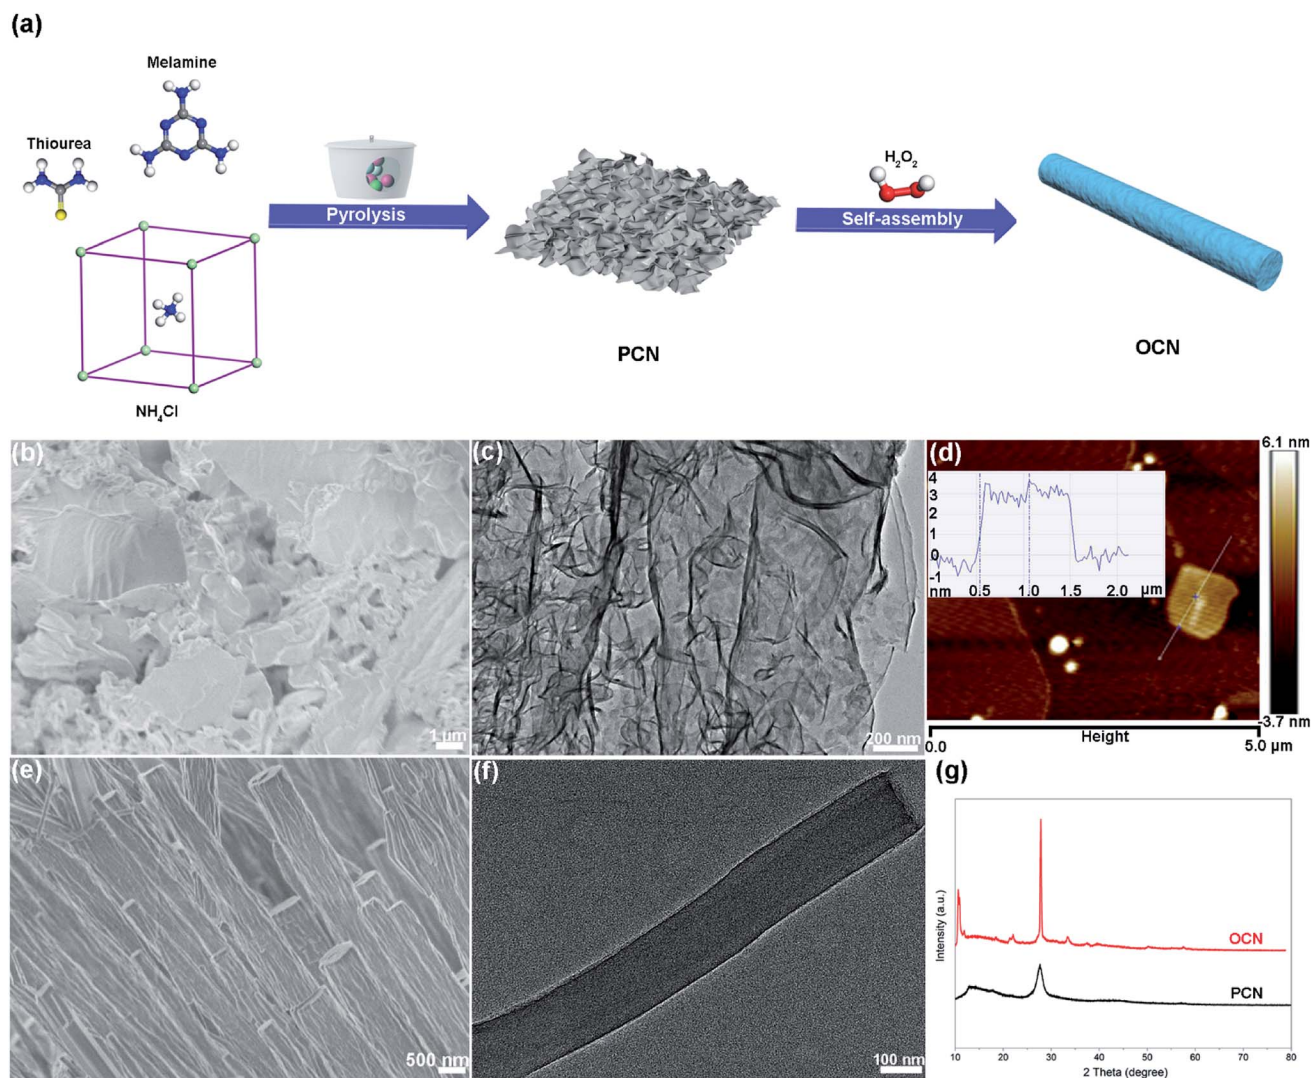 (a)
Melamine
Thiourea
H2O2
Pyrolysis
Self-assembly
PCN
OCN
NH4Cl
(b)
1 μm
(c)
200 nm
(d)
4
3
2
1
0
-1
nm
0.5
1.0
1.5
2.0
μm
6.1 nm
-3.7 nm
0.0
Height
5.0 μm
(e)
500 nm
(f)
100 nm
(g)
Intensity (a.u.)
OCN
PCN
10 20 30 40 50 60 70 80
2 Theta (degree)